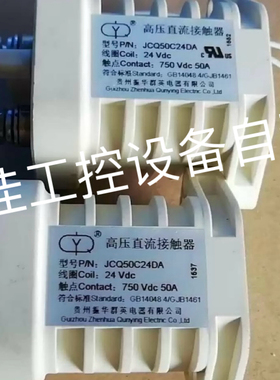 高压直流接触器
型号P/N: JCQ50C24DA
线圈Coil: 24 Vdc
触点Contact: 750 Vdc 50A
符合标准Standard: GB14048.4/GJB1461
贵州振华群英电器有限公司
Guizhou Zhenhua Qunying Electric Co.,Ltd
1662
佳工控设备自
高压直流接触器
型号P/N: JCQ50C24DA
线圈Coil: 24 Vdc
触点Contact: 750 Vdc 50A
符合标准Standard: GB14048.4/GJB1461
贵州振华群英电器有限公司
Guizhou Zhenhua Qunying Electric Co.,Ltd
1637